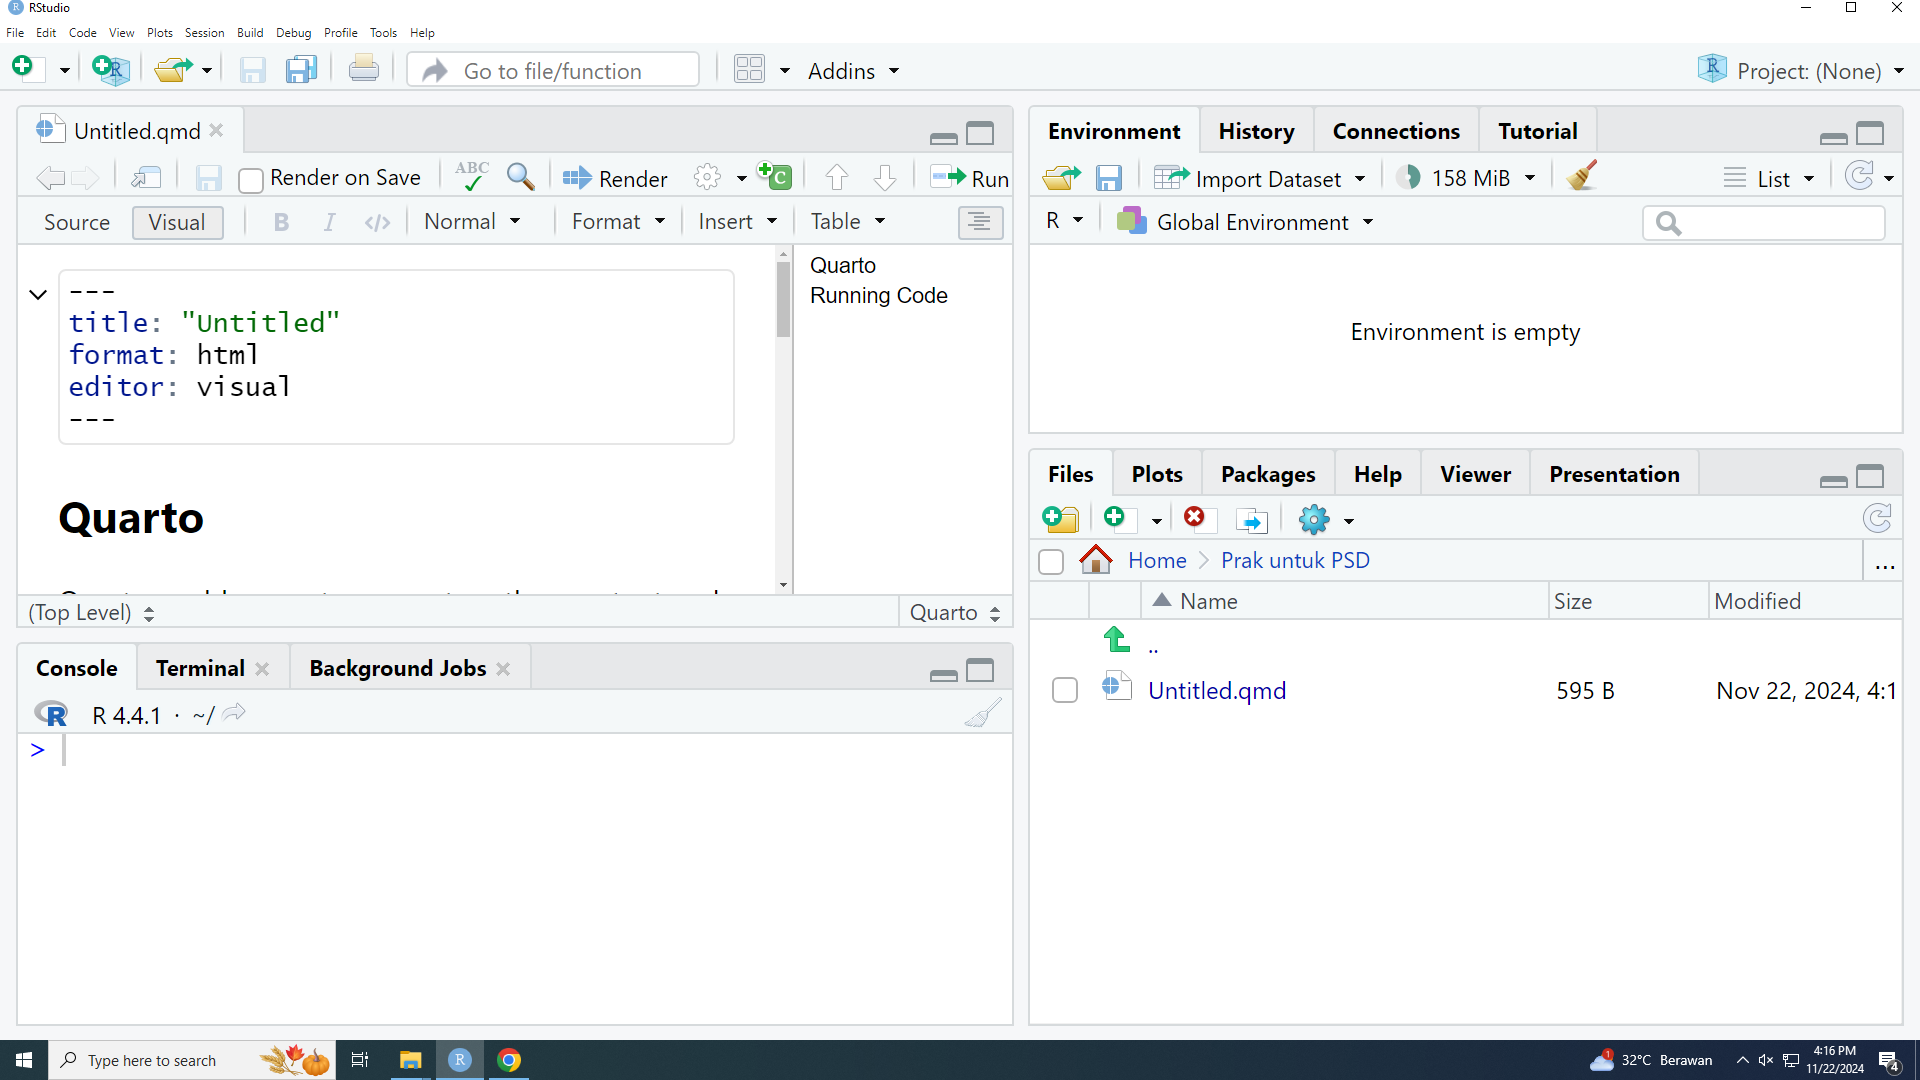 RStudio
File Edit Code View Plots Session Build Debug Profile Tools Help
Go to file/function Addins Project: (None)
Untitled.qmd
Render on Save ABC Render Run
Source Visual B I </> Normal Format Insert Table
---
title: "Untitled"
format: html
editor: visual
---
Quarto
Quarto
Running Code
(Top Level) Quarto
Console Terminal Background Jobs
R 4.4.1 · ~/
>
Environment History Connections Tutorial
Import Dataset 158 MiB List
R Global Environment
Environment is empty
Files Plots Packages Help Viewer Presentation
Home Prak untuk PSD ...
Name Size Modified
..
Untitled.qmd 595 B Nov 22, 2024, 4:1
Type here to search
32°C Berawan
4:16 PM
11/22/2024
1
4